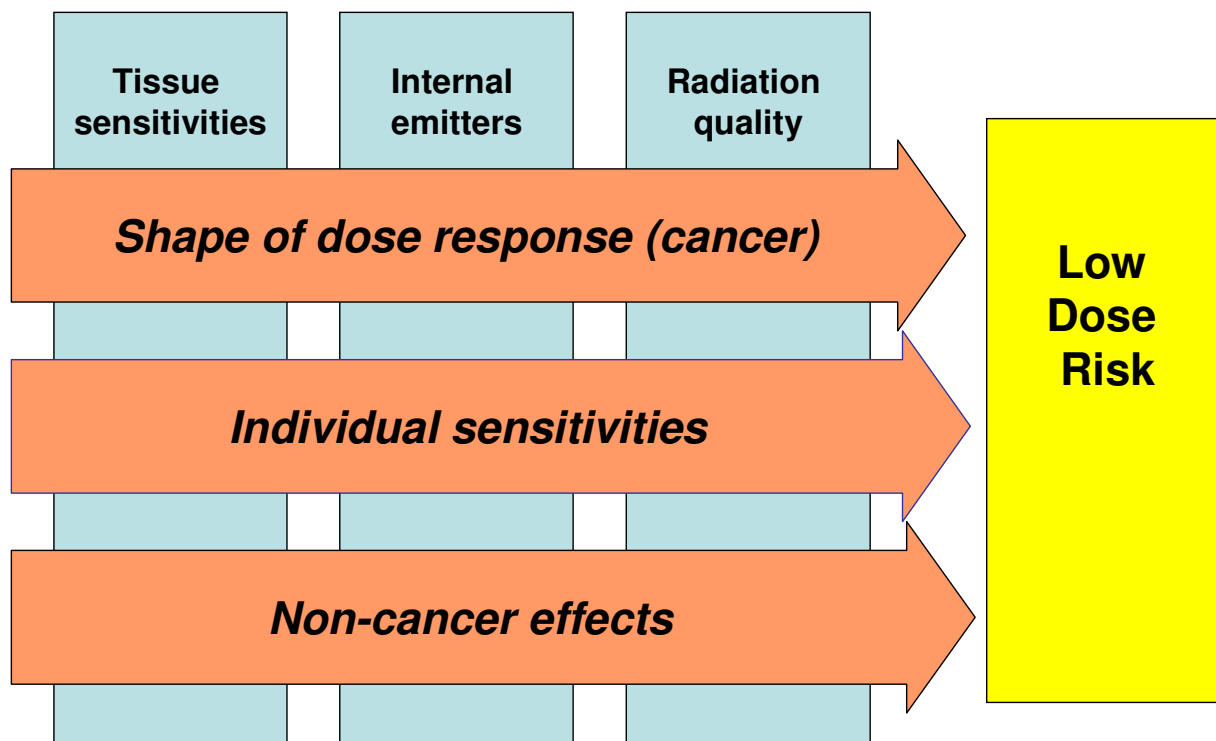 Tissue
sensitivities
Internal
emitters
Radiation
quality
Shape of dose response (cancer)
Individual sensitivities
Non-cancer effects
Low
Dose
Risk